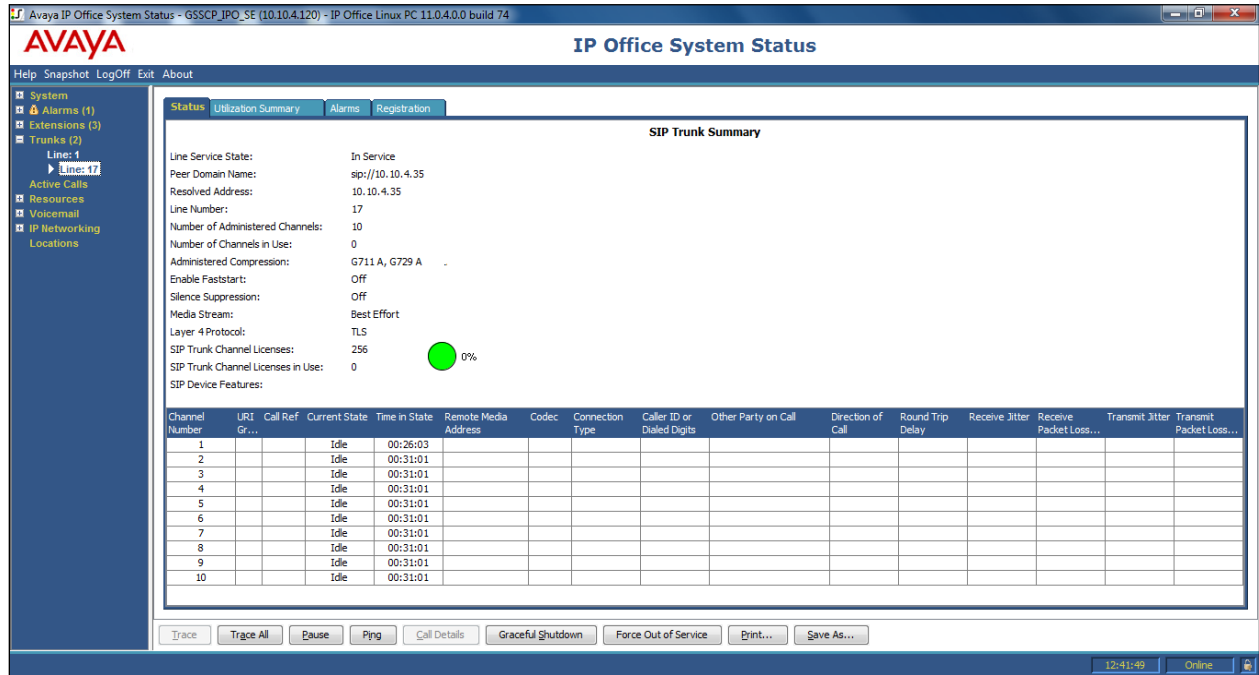 Avaya IP Office System Status - GSSCP_IPO_SE (10.10.4.120) - IP Office Linux PC 11.0.4.0.0 build 74
AVAYA
IP Office System Status
Help Snapshot LogOff Exit About
System
Alarms (1)
Extensions (3)
Trunks (2)
Line: 1
Line: 17
Active Calls
Resources
Voicemail
IP Networking
Locations
Status Utilization Summary Alarms Registration
SIP Trunk Summary
Line Service State: In Service
Peer Domain Name: sip://10.10.4.35
Resolved Address: 10.10.4.35
Line Number: 17
Number of Administered Channels: 10
Number of Channels in Use: 0
Administered Compression: G711 A, G729 A .
Enable Faststart: Off
Silence Suppression: Off
Media Stream: Best Effort
Layer 4 Protocol: TLS
SIP Trunk Channel Licenses: 256
0%
SIP Trunk Channel Licenses in Use: 0
SIP Device Features:
Channel Number URI Gr... Call Ref Current State Time in State Remote Media Address Codec Connection Type Caller ID or Dialed Digits Other Party on Call Direction of Call Round Trip Delay Receive Jitter Receive Packet Loss... Transmit Jitter Transmit Packet Loss...
1 Idle 00:26:03
2 Idle 00:31:01
3 Idle 00:31:01
4 Idle 00:31:01
5 Idle 00:31:01
6 Idle 00:31:01
7 Idle 00:31:01
8 Idle 00:31:01
9 Idle 00:31:01
10 Idle 00:31:01
Trace Trace All Pause Ping Call Details Graceful Shutdown Force Out of Service Print... Save As...
12:41:49 Online